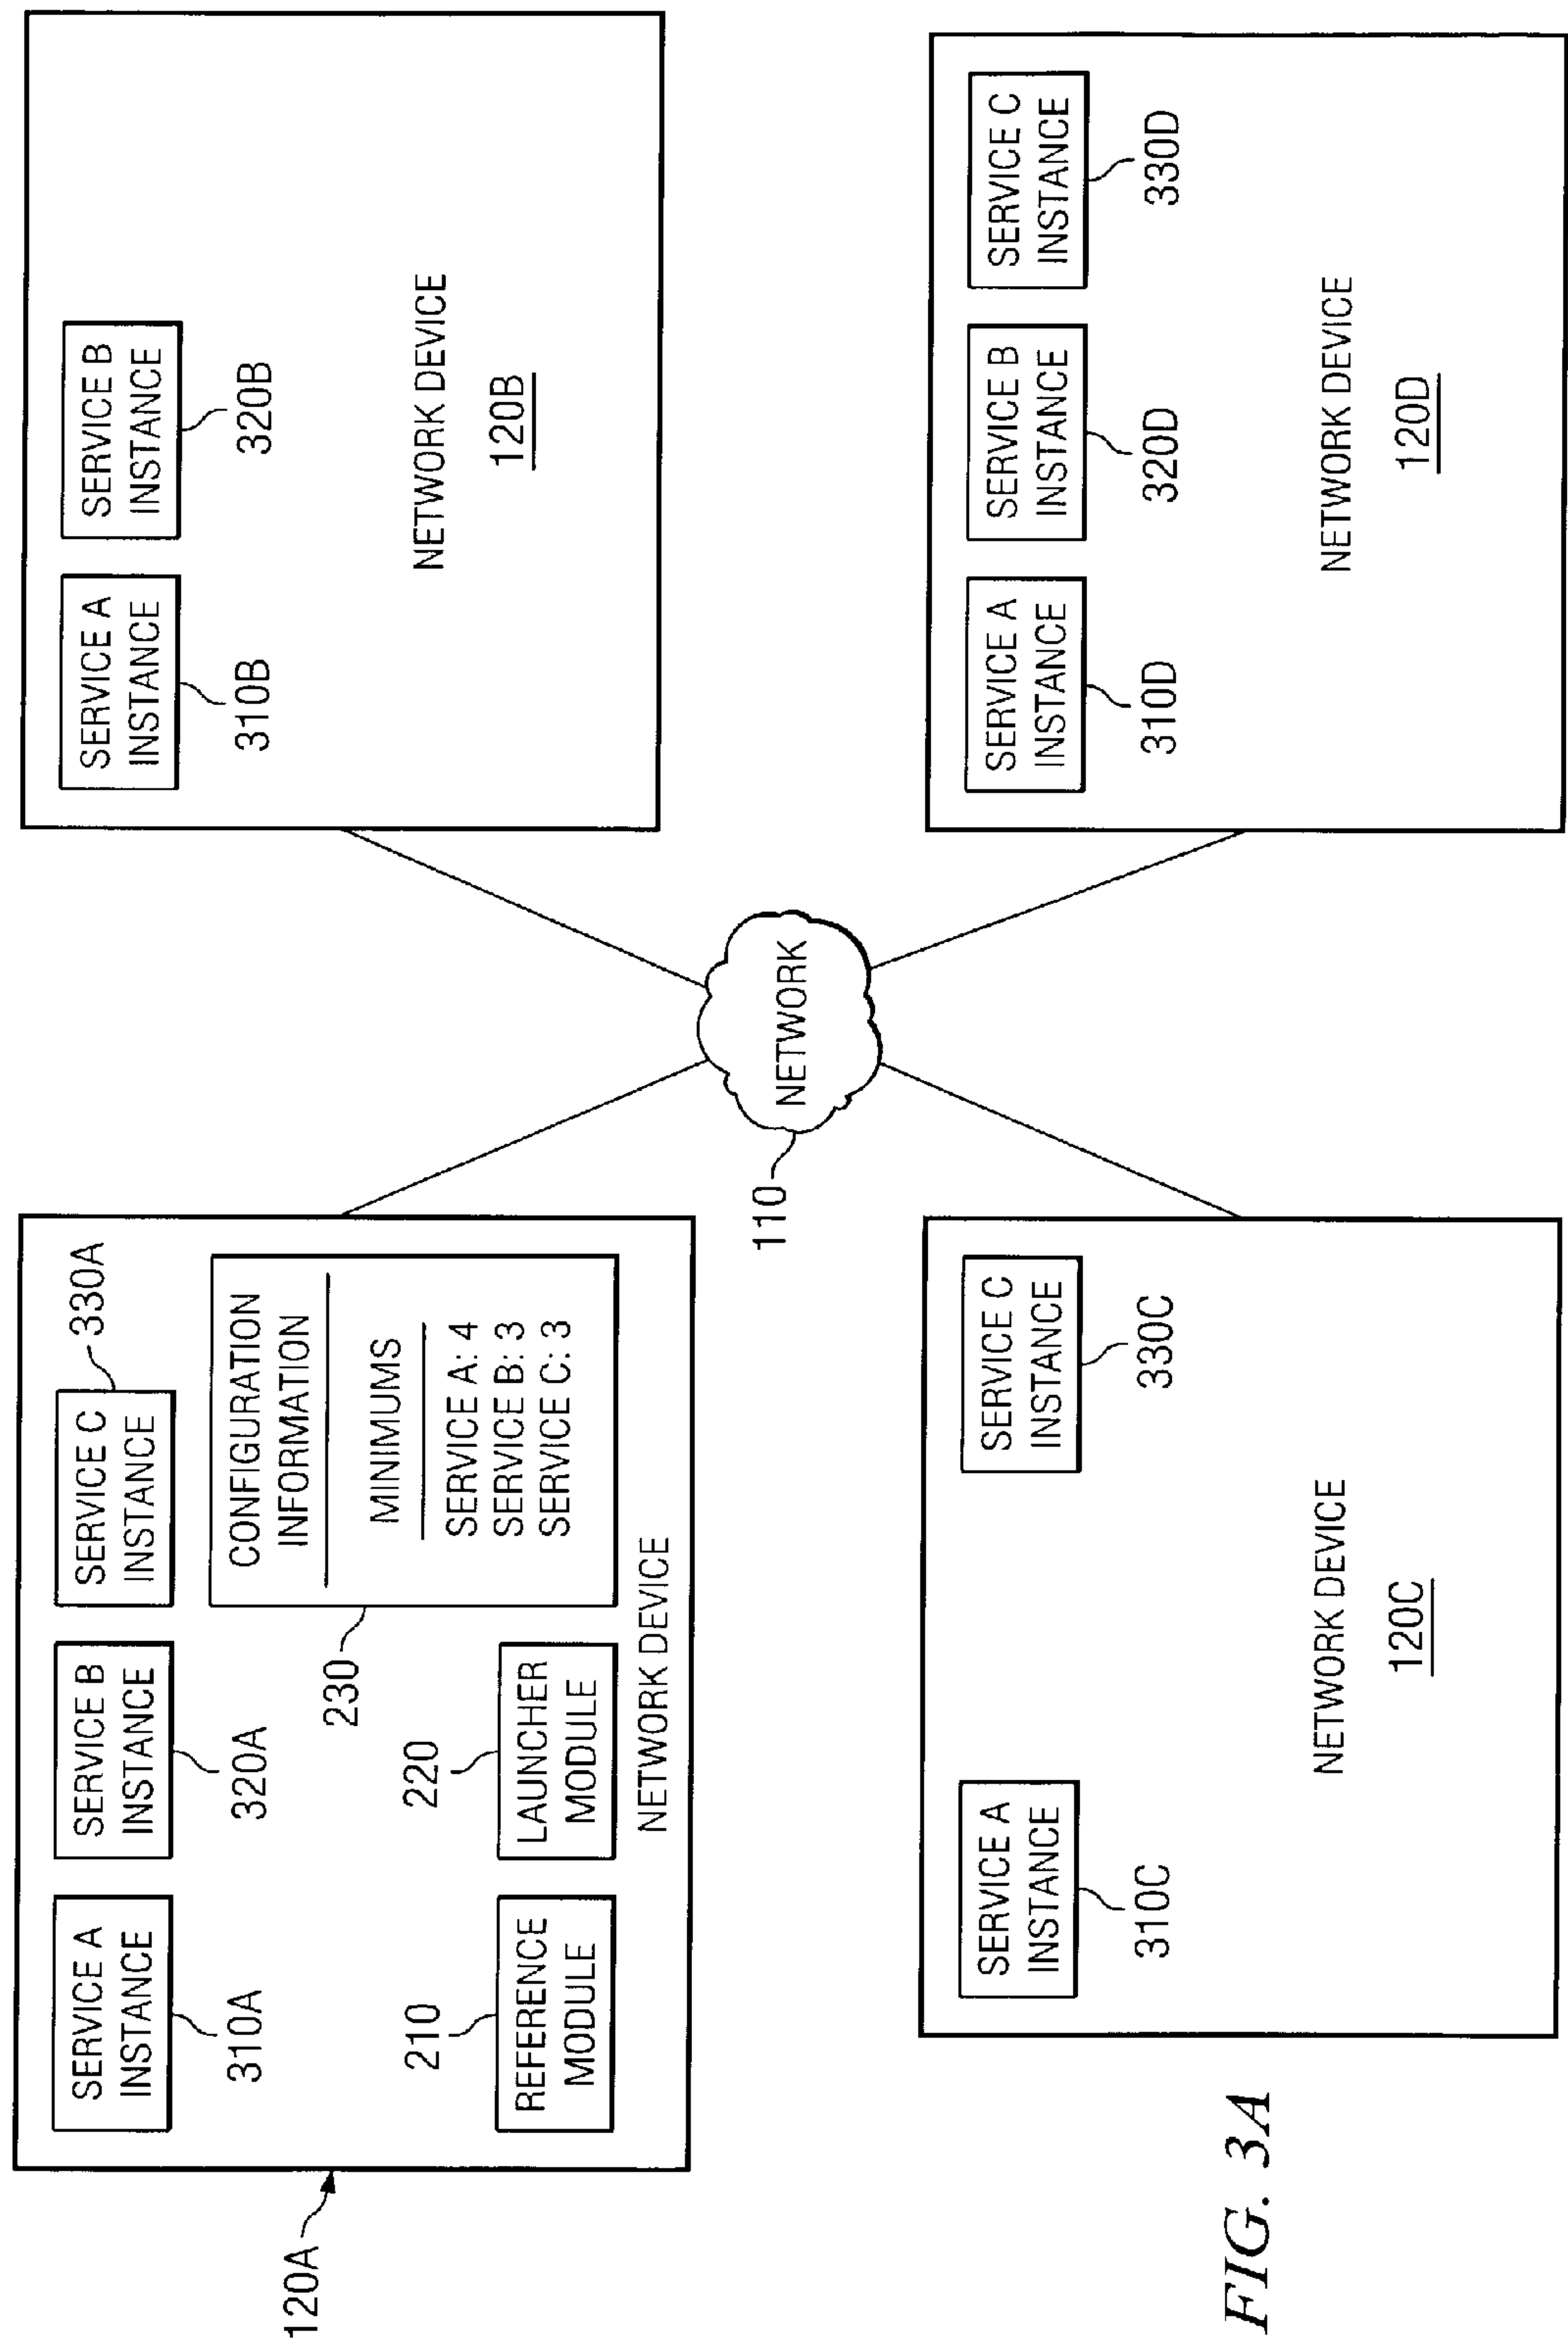 120A
SERVICE A
INSTANCE
310A
SERVICE B
INSTANCE
320A
SERVICE C
INSTANCE
330A
230
CONFIGURATION
INFORMATION
MINIMUMS
SERVICE A: 4
SERVICE B: 3
SERVICE C: 3
210
REFERENCE
MODULE
220
LAUNCHER
MODULE
NETWORK DEVICE
SERVICE A
INSTANCE
310B
SERVICE B
INSTANCE
320B
NETWORK DEVICE
120B
110
NETWORK
SERVICE A
INSTANCE
310C
SERVICE C
INSTANCE
330C
NETWORK DEVICE
120C
SERVICE A
INSTANCE
310D
SERVICE B
INSTANCE
320D
SERVICE C
INSTANCE
330D
NETWORK DEVICE
120D
FIG. 3A